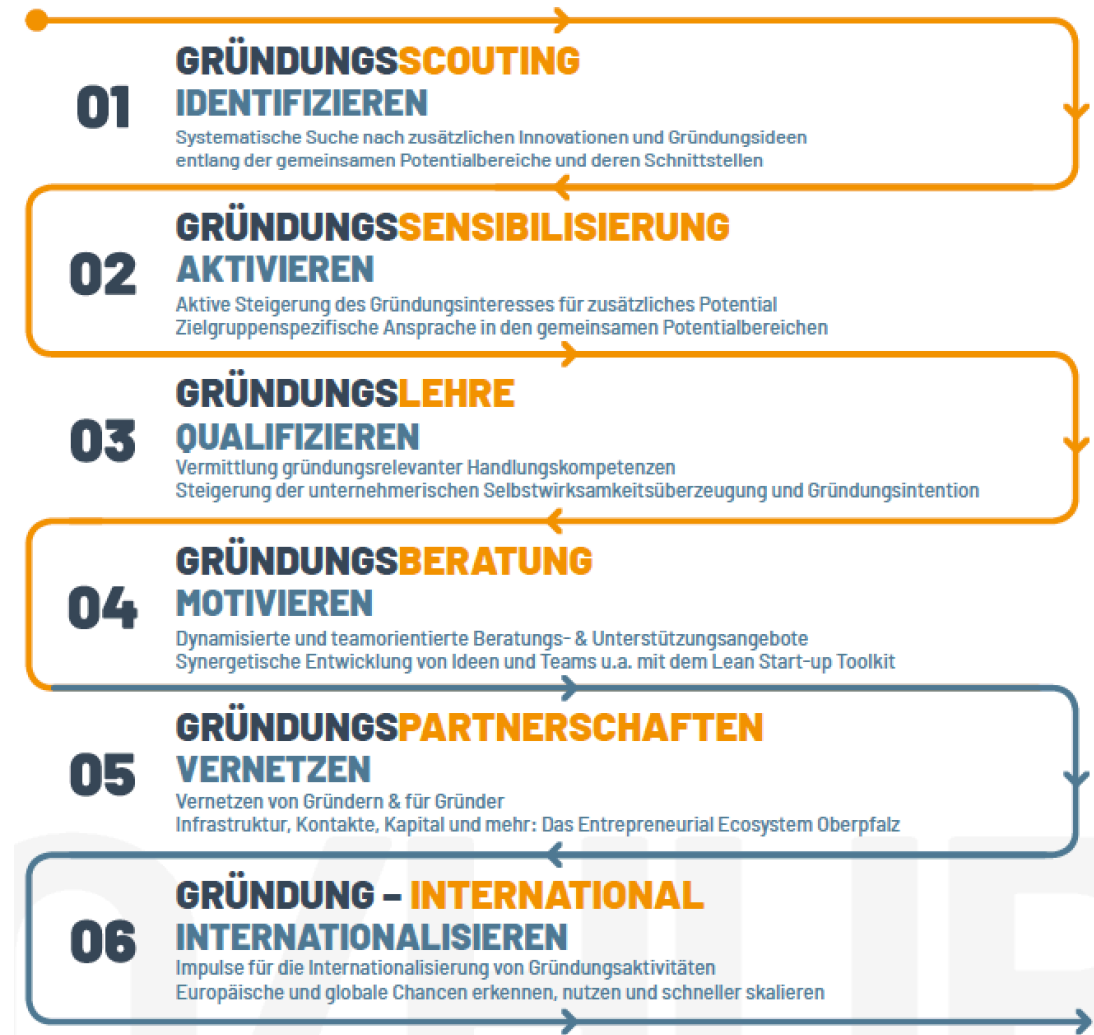 01
GRÜNDUNGSSCOUTING
IDENTIFIZIEREN
Systematische Suche nach zusätzlichen Innovationen und Gründungsideen
entlang der gemeinsamen Potentialbereiche und deren Schnittstellen
02
GRÜNDUNGSSENSIBILISIERUNG
AKTIVIEREN
Aktive Steigerung des Gründungsinteresses für zusätzliches Potential
Zielgruppenspezifische Ansprache in den gemeinsamen Potentialbereichen
03
GRÜNDUNGSLEHRE
QUALIFIZIEREN
Vermittlung gründungsrelevanter Handlungskompetenzen
Steigerung der unternehmerischen Selbstwirksamkeitsüberzeugung und Gründungsintention
04
GRÜNDUNGSBERATUNG
MOTIVIEREN
Dynamisierte und teamorientierte Beratungs- & Unterstützungsangebote
Synergetische Entwicklung von Ideen und Teams u.a. mit dem Lean Start-up Toolkit
05
GRÜNDUNGSPARTNERSCHAFTEN
VERNETZEN
Vernetzen von Gründern & für Gründer
Infrastruktur, Kontakte, Kapital und mehr: Das Entrepreneurial Ecosystem Oberpfalz
06
GRÜNDUNG – INTERNATIONAL
INTERNATIONALISIEREN
Impulse für die Internationalisierung von Gründungsaktivitäten
Europäische und globale Chancen erkennen, nutzen und schneller skalieren